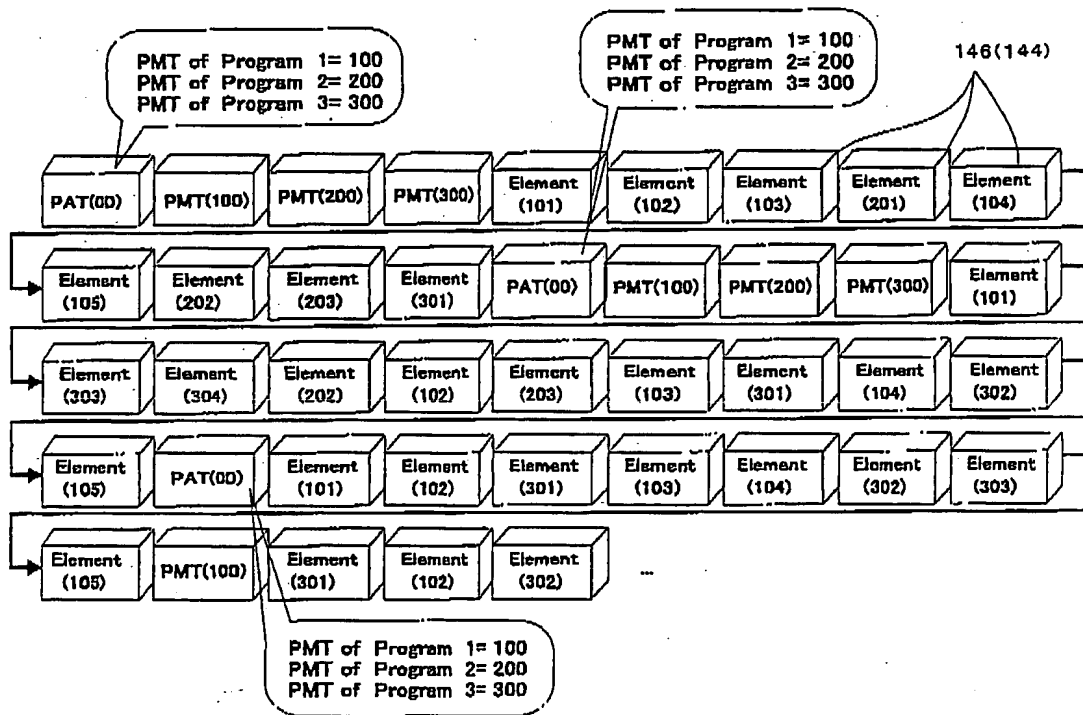 PMT of Program 1= 100
PMT of Program 2= 200
PMT of Program 3= 300
PMT of Program 1= 100
PMT of Program 2= 200
PMT of Program 3= 300
146(144)
PAT(00)
PMT(100)
PMT(200)
PMT(300)
Element
(101)
Element
(102)
Element
(103)
Element
(201)
Element
(104)
Element
(105)
Element
(202)
Element
(203)
Element
(301)
PAT(00)
PMT(100)
PMT(200)
PMT(300)
Element
(101)
Element
(303)
Element
(304)
Element
(202)
Element
(102)
Element
(203)
Element
(103)
Element
(301)
Element
(104)
Element
(302)
Element
(105)
PAT(00)
Element
(101)
Element
(102)
Element
(301)
Element
(103)
Element
(104)
Element
(302)
Element
(303)
Element
(105)
PMT(100)
Element
(301)
Element
(102)
Element
(302)
...
PMT of Program 1= 100
PMT of Program 2= 200
PMT of Program 3= 300